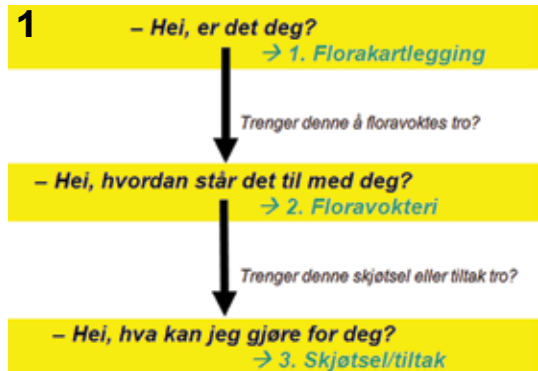 1
– Hei, er det deg?
→ 1. Florakartlegging
Trenger denne å floravoktes tro?
– Hei, hvordan står det til med deg?
→ 2. Floravokteri
Trenger denne skjøtsel eller tiltak tro?
– Hei, hva kan jeg gjøre for deg?
→ 3. Skjøtsel/tiltak